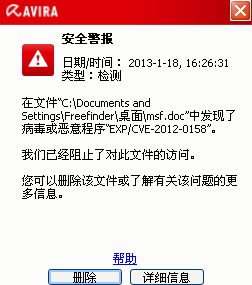 AVIRA
安全警报
日期/时间： 2013-1-18, 16:26:31
类型：检测
在文件“C:\Documents and
Settings\Freefinder\桌面\msf.doc”中发现了
病毒或恶意程序“EXP/CVE-2012-0158”。
我们已经阻止了对此文件的访问。
您可以删除该文件或了解有关该问题的更
多信息。
帮助
删除
详细信息